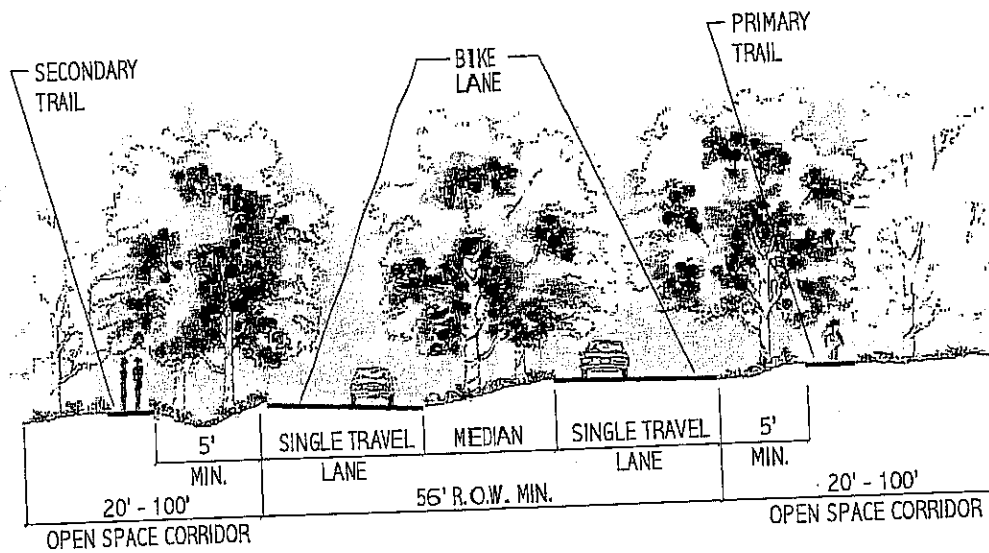 SECONDARY
TRAIL
BIKE
LANE
PRIMARY
TRAIL
5'
MIN.
SINGLE TRAVEL
LANE
MEDIAN
SINGLE TRAVEL
LANE
5'
MIN.
20' - 100'
OPEN SPACE CORRIDOR
56' R.O.W. MIN.
20' - 100'
OPEN SPACE CORRIDOR